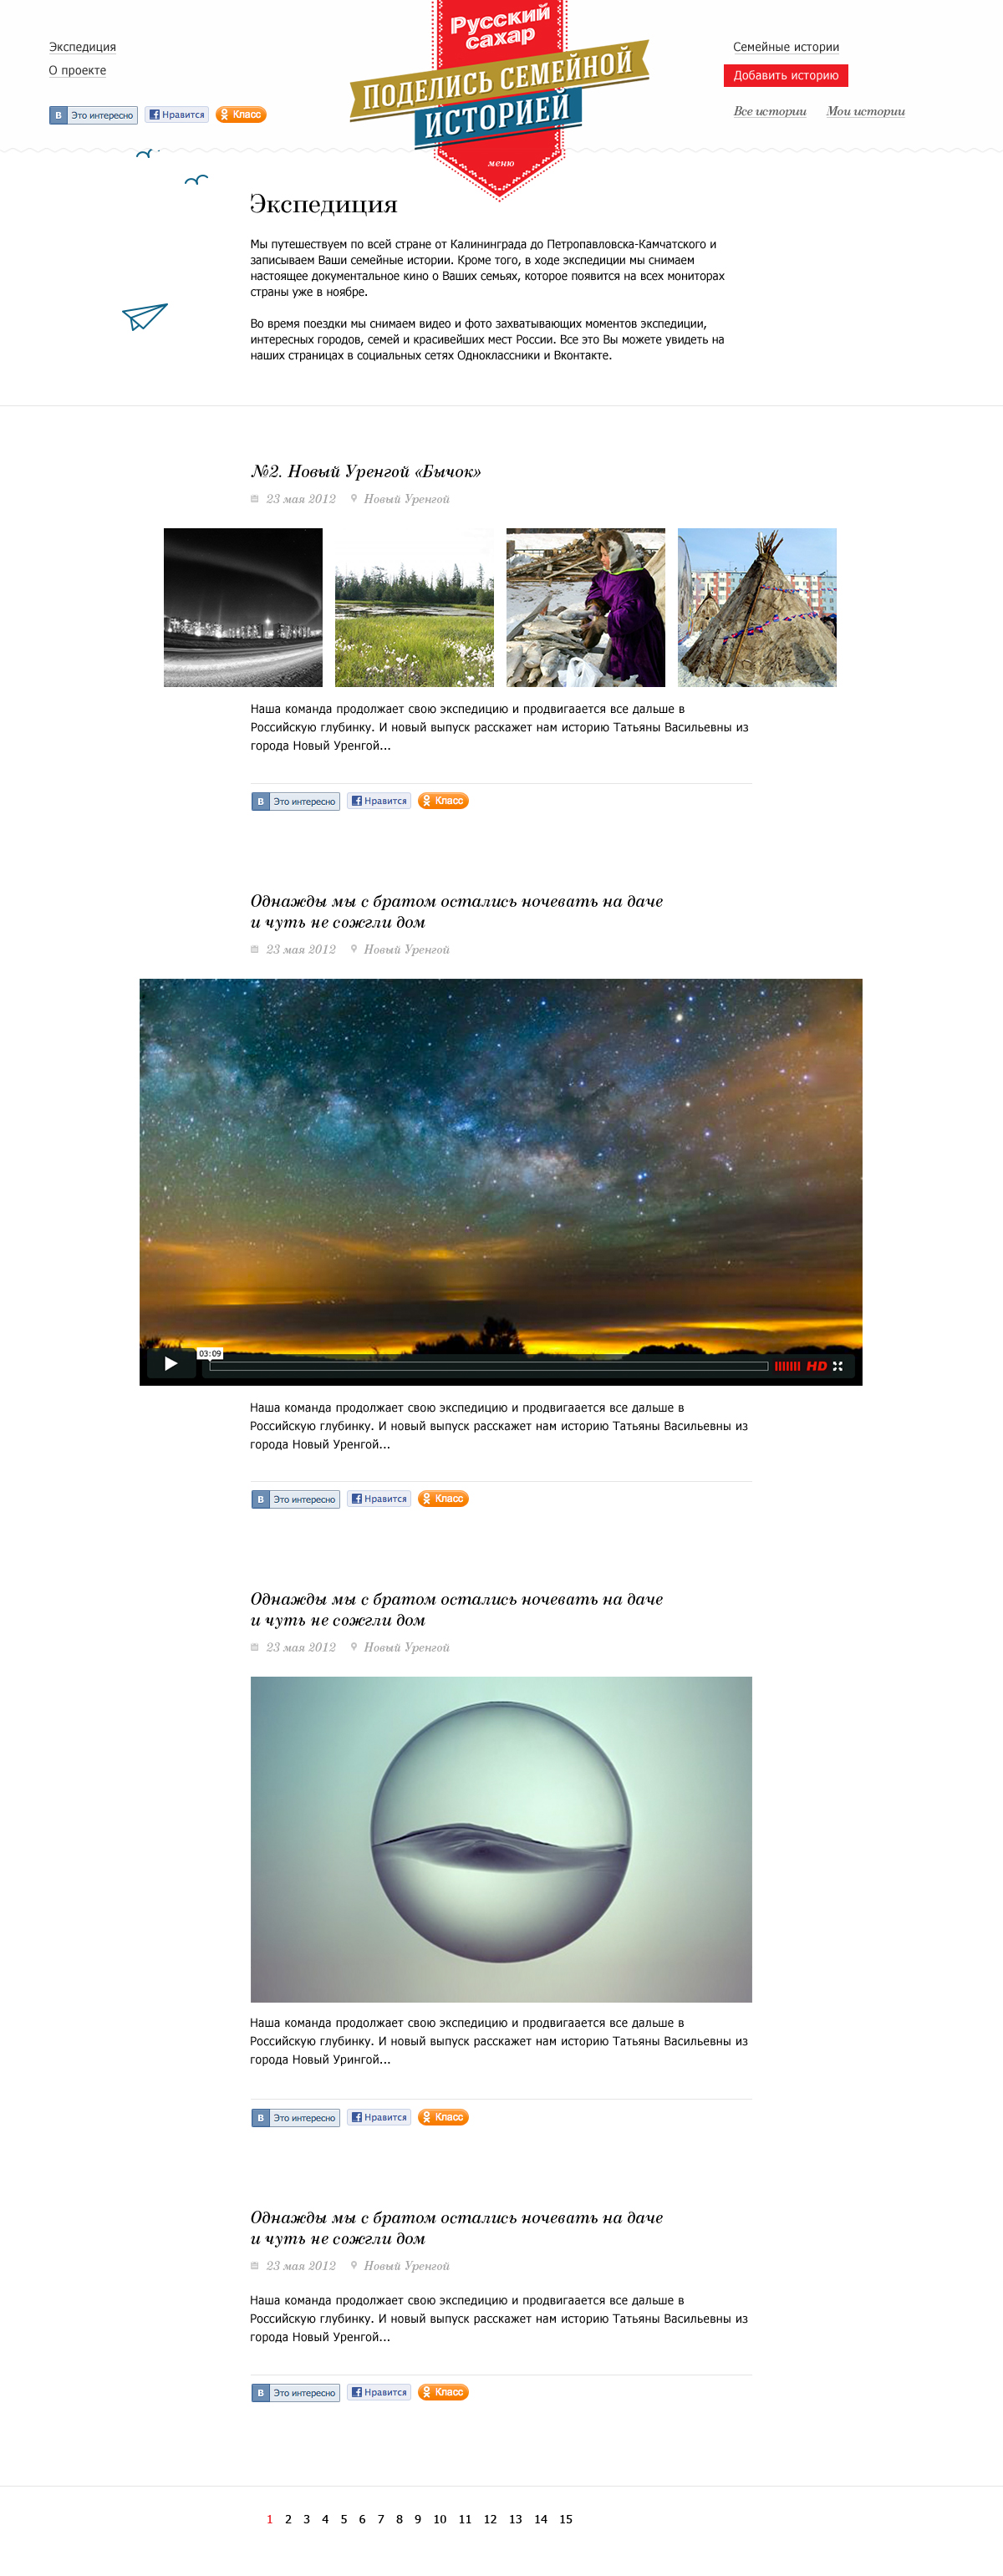 Экспедиция
О проекте
В Это интересно
Нравится
Класс
Русский
сахар
ПОДЕЛИСЬ СЕМЕЙНОЙ
ИСТОРИЕЙ
меню
Семейные истории
Добавить историю
Все истории Мои истории
Экспедиция
Мы путешествуем по всей стране от Калининграда до Петропавловска-Камчатского и
записываем Ваши семейные истории. Кроме того, в ходе экспедиции мы снимаем
настоящее документальное кино о Ваших семьях, которое появится на всех мониторах
страны уже в ноябре.
Во время поездки мы снимаем видео и фото захватывающих моментов экспедиции,
интересных городов, семей и красивейших мест России. Все это Вы можете увидеть на
наших страницах в социальных сетях Одноклассники и Вконтакте.
№2. Новый Уренгой «Бычок»
23 мая 2012 Новый Уренгой
Наша команда продолжает свою экспедицию и продвигаается все дальше в
Российскую глубинку. И новый выпуск расскажет нам историю Татьяны Васильевны из
города Новый Уренгой...
В Это интересно Нравится Класс
Однажды мы с братом остались ночевать на даче
и чуть не сожгли дом
23 мая 2012 Новый Уренгой
03:09
HD
Наша команда продолжает свою экспедицию и продвигаается все дальше в
Российскую глубинку. И новый выпуск расскажет нам историю Татьяны Васильевны из
города Новый Уренгой...
В Это интересно Нравится Класс
Однажды мы с братом остались ночевать на даче
и чуть не сожгли дом
23 мая 2012 Новый Уренгой
Наша команда продолжает свою экспедицию и продвигаается все дальше в
Российскую глубинку. И новый выпуск расскажет нам историю Татьяны Васильевны из
города Новый Урингой...
В Это интересно Нравится Класс
Однажды мы с братом остались ночевать на даче
и чуть не сожгли дом
23 мая 2012 Новый Уренгой
Наша команда продолжает свою экспедицию и продвигаается все дальше в
Российскую глубинку. И новый выпуск расскажет нам историю Татьяны Васильевны из
города Новый Уренгой...
В Это интересно Нравится Класс
1 2 3 4 5 6 7 8 9 10 11 12 13 14 15